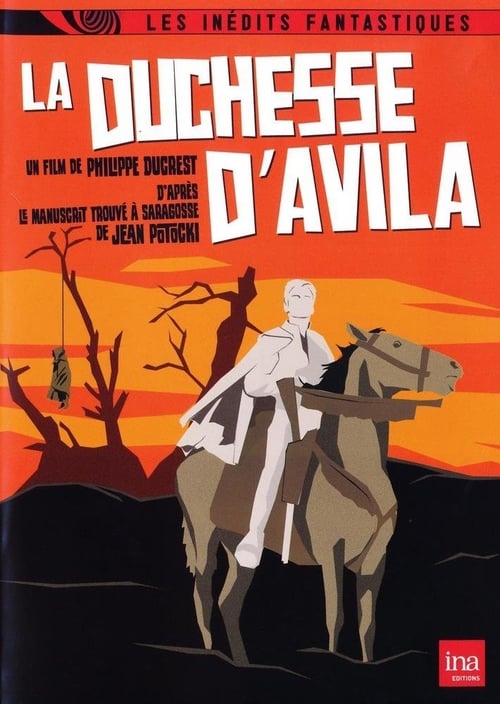 LES INÉDITS FANTASTIQUES
LA DUCHESSE
D'AVILA
UN FILM DE PHILIPPE DUCREST
D'APRÈS
LE MANUSCRIT TROUVÉ À SARAGOSSE
DE JEAN POTOCKI
ina
EDITIONS